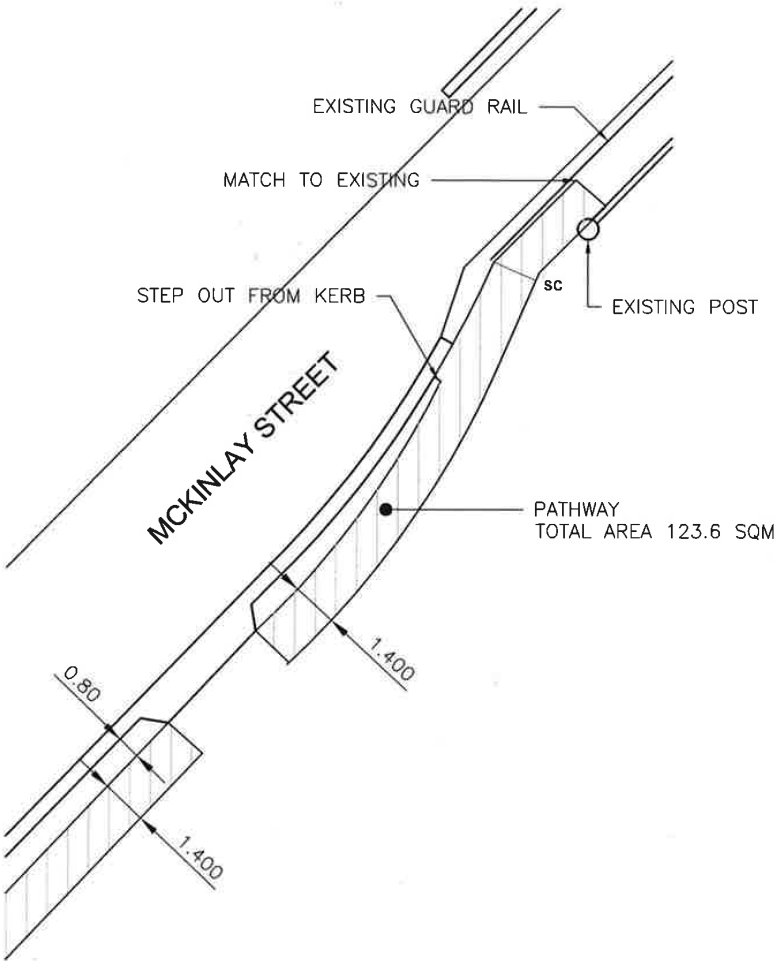 EXISTING GUARD RAIL
MATCH TO EXISTING
SC
STEP OUT FROM KERB
EXISTING POST
MCKINLAY STREET
PATHWAY
TOTAL AREA 123.6 SQM
1.400
0.80
1.400